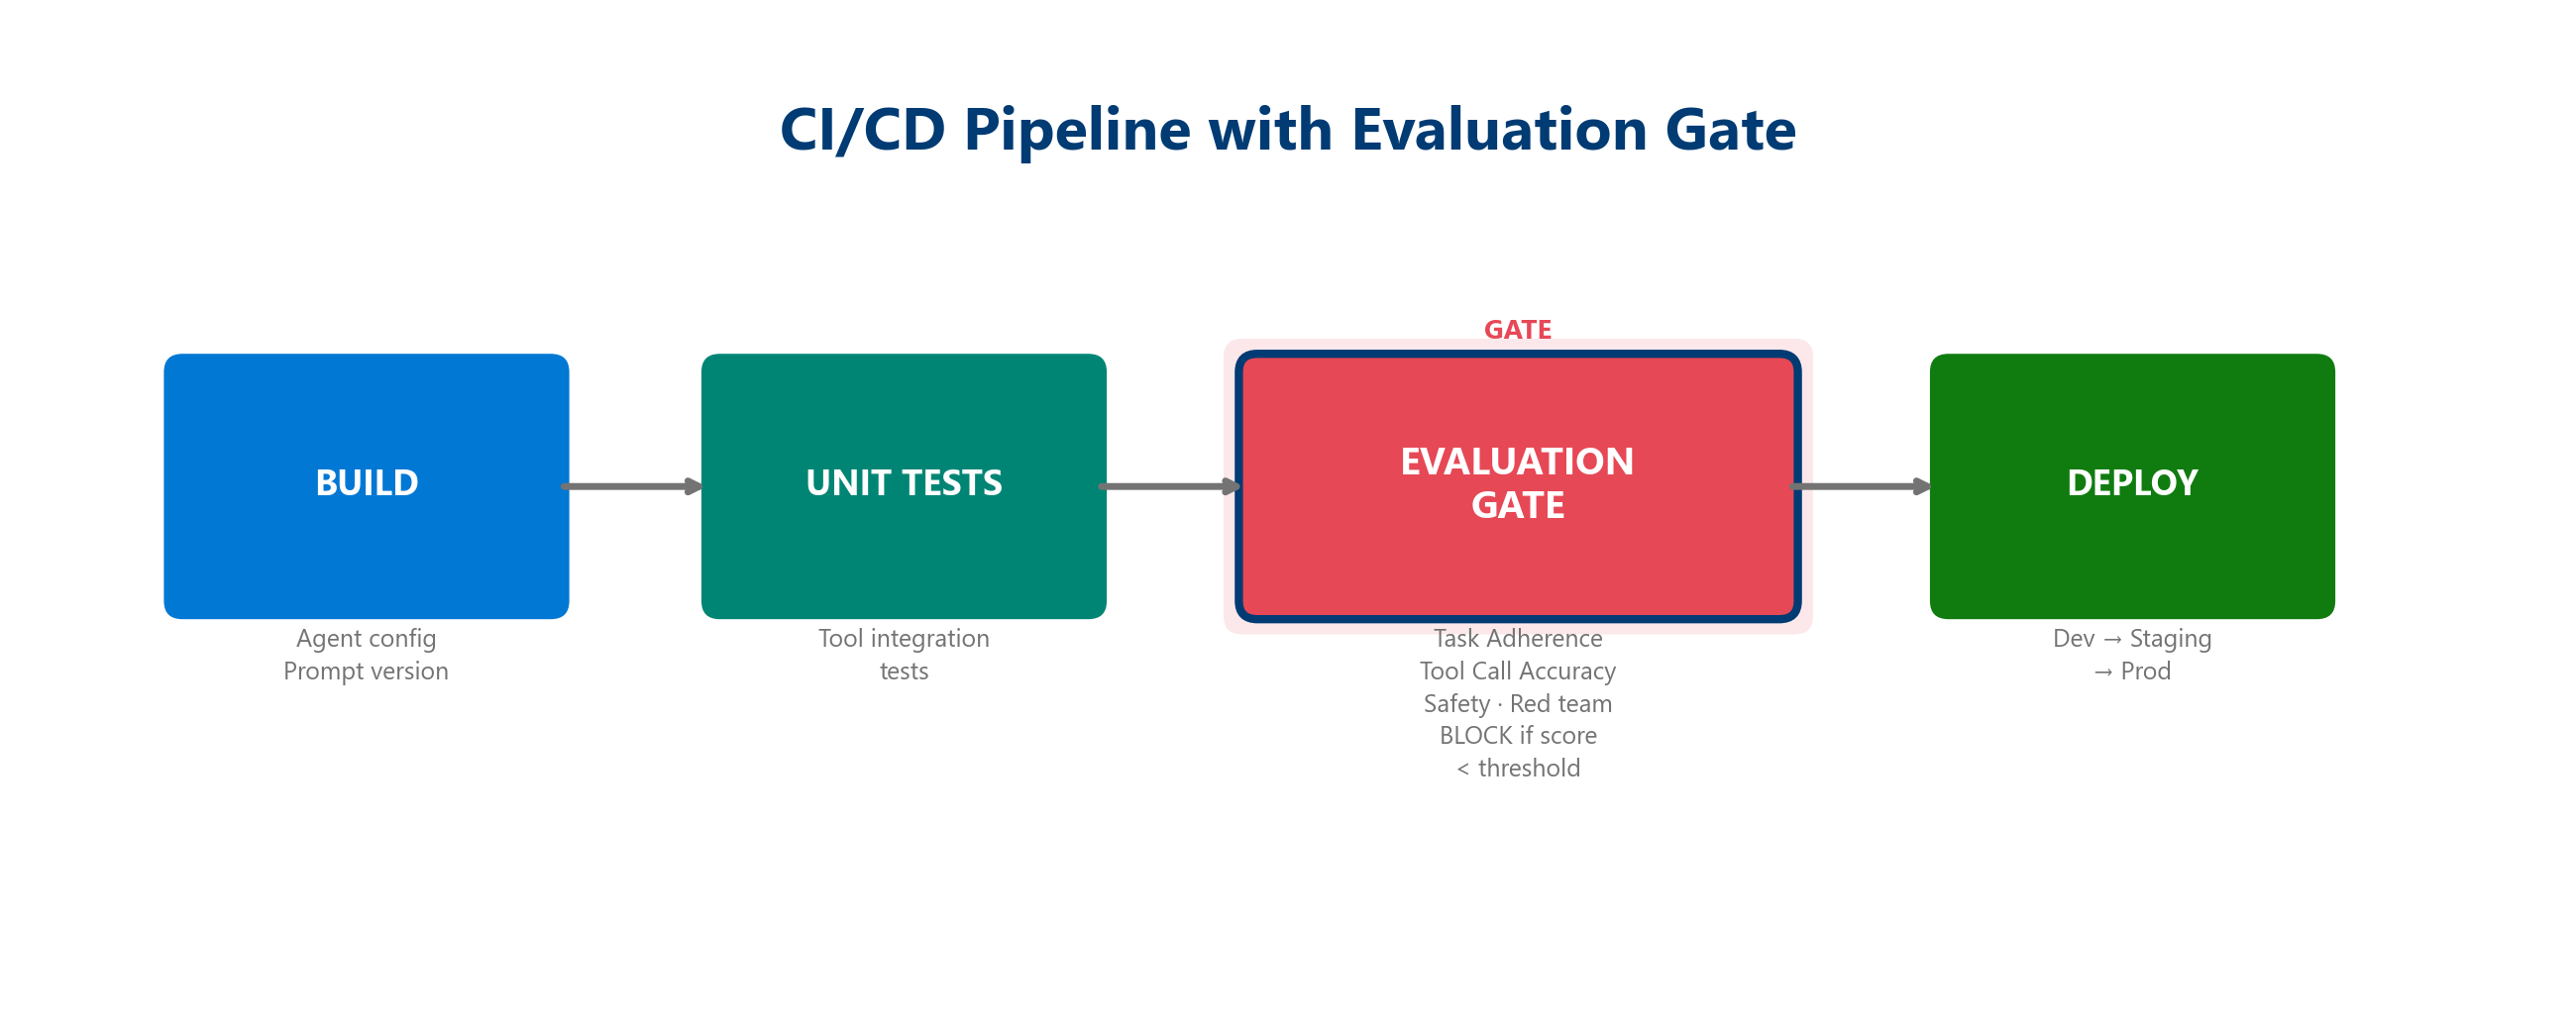 CI/CD Pipeline with Evaluation Gate
GATE
BUILD
UNIT TESTS
EVALUATION
GATE
DEPLOY
Agent config
Prompt version
Tool integration
tests
Task Adherence
Tool Call Accuracy
Safety · Red team
BLOCK if score
< threshold
Dev → Staging
→ Prod